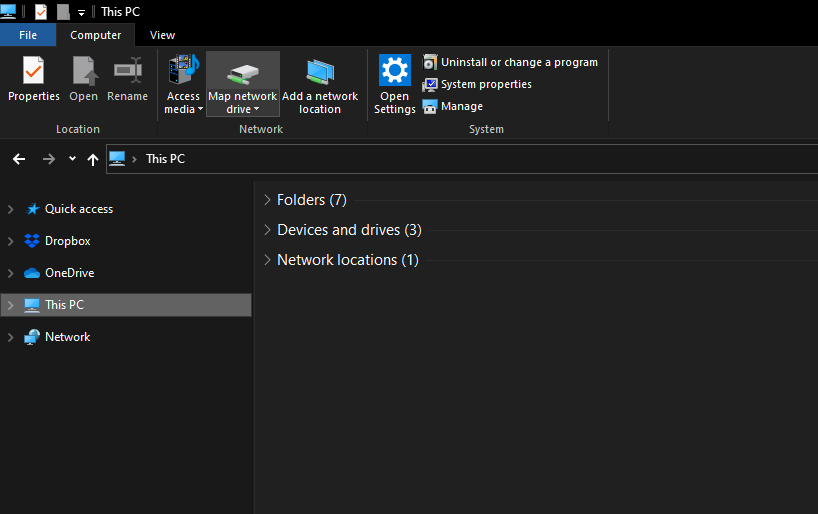 This PC
File
Computer
View
Properties
Open
Rename
Access
media
Map network
drive
Add a network
location
Open
Settings
Uninstall or change a program
System properties
Manage
Location
Network
System
This PC
Quick access
Dropbox
OneDrive
This PC
Network
Folders (7)
Devices and drives (3)
Network locations (1)